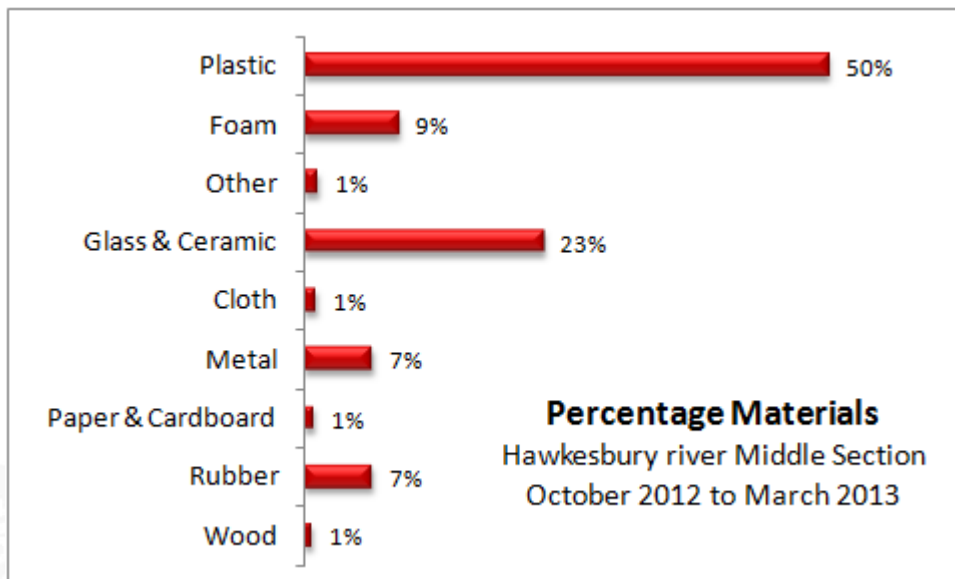 Plastic 50%
Foam 9%
Other 1%
Glass & Ceramic 23%
Cloth 1%
Metal 7%
Paper & Cardboard 1%
Rubber 7%
Wood 1%
Percentage Materials
Hawkesbury river Middle Section
October 2012 to March 2013